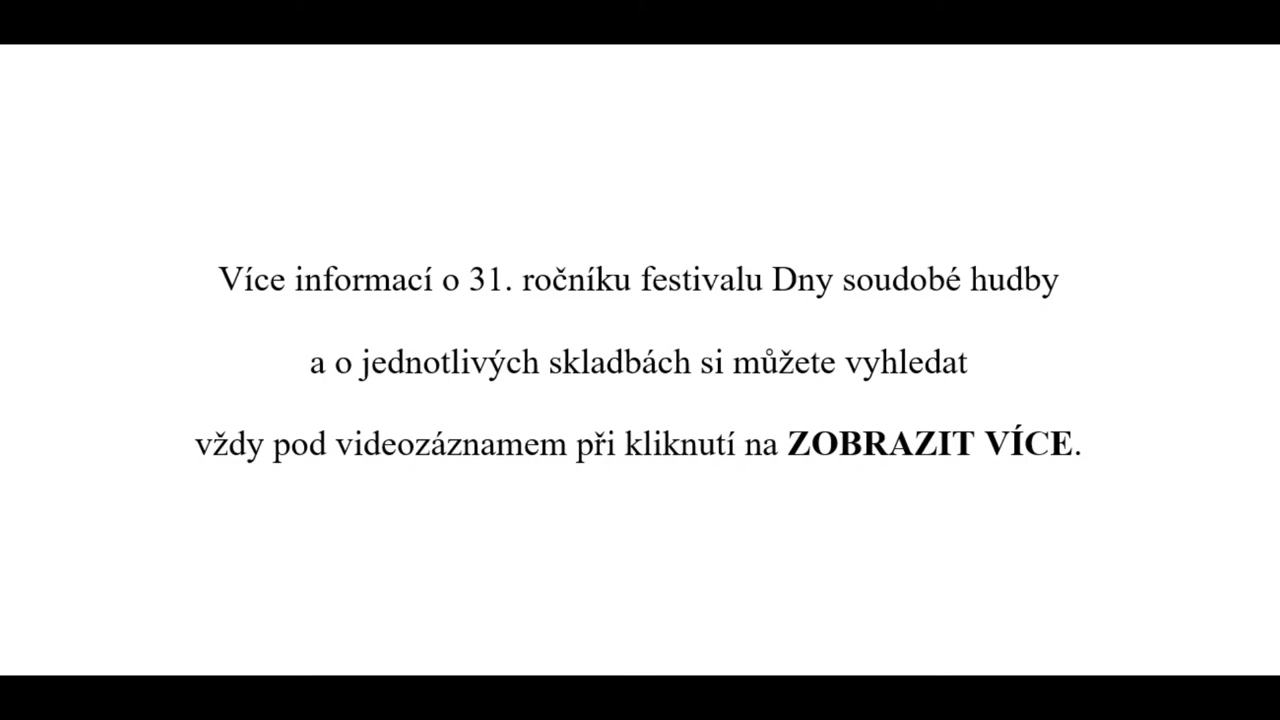 Více informací o 31. ročníku festivalu Dny soudobé hudby
a o jednotlivých skladbách si můžete vyhledat
vždy pod videozáznamem při kliknutí na ZOBRAZIT VÍCE.